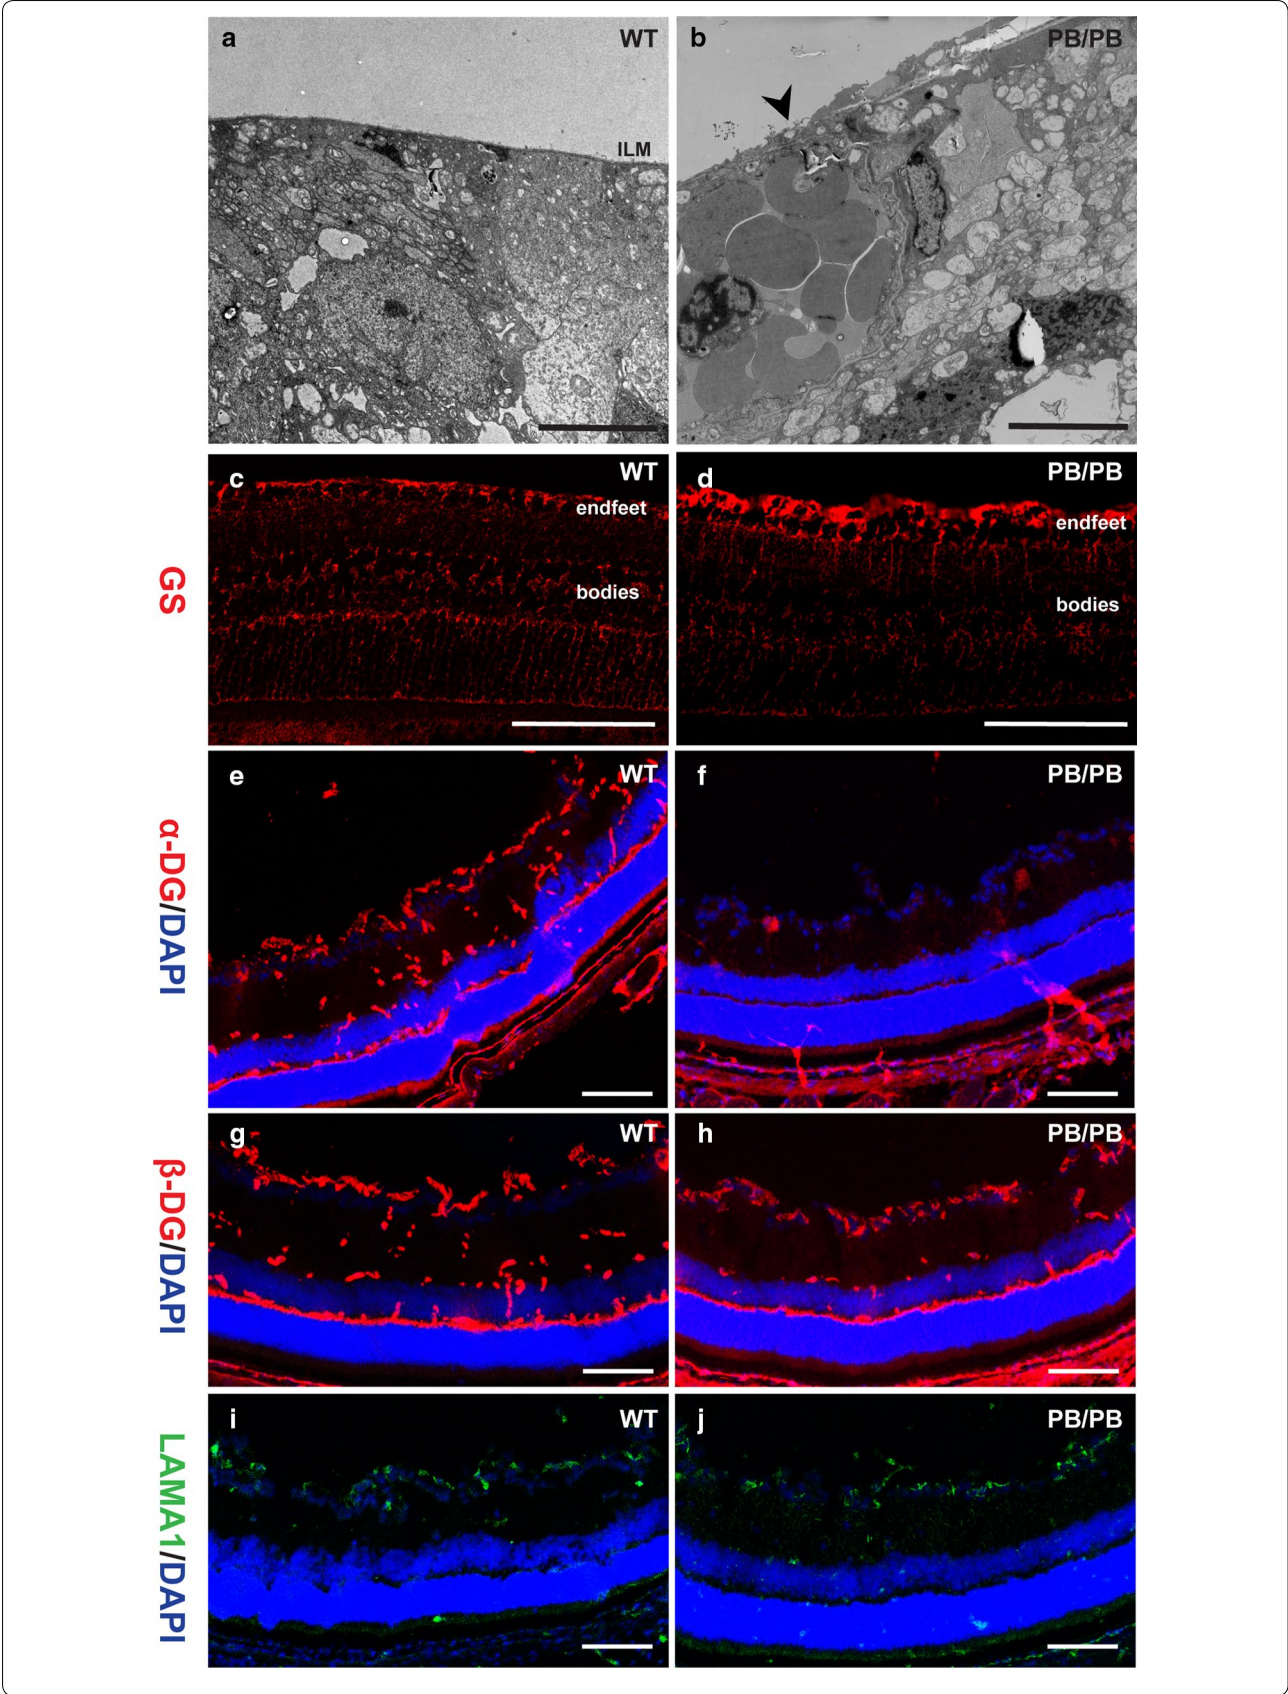 a WT
ILM
b PB/PB
GS
c WT
endfeet
bodies
d PB/PB
endfeet
bodies
α-DG/DAPI
e WT
f PB/PB
β-DG/DAPI
g WT
h PB/PB
LAMA1/DAPI
i WT
j PB/PB